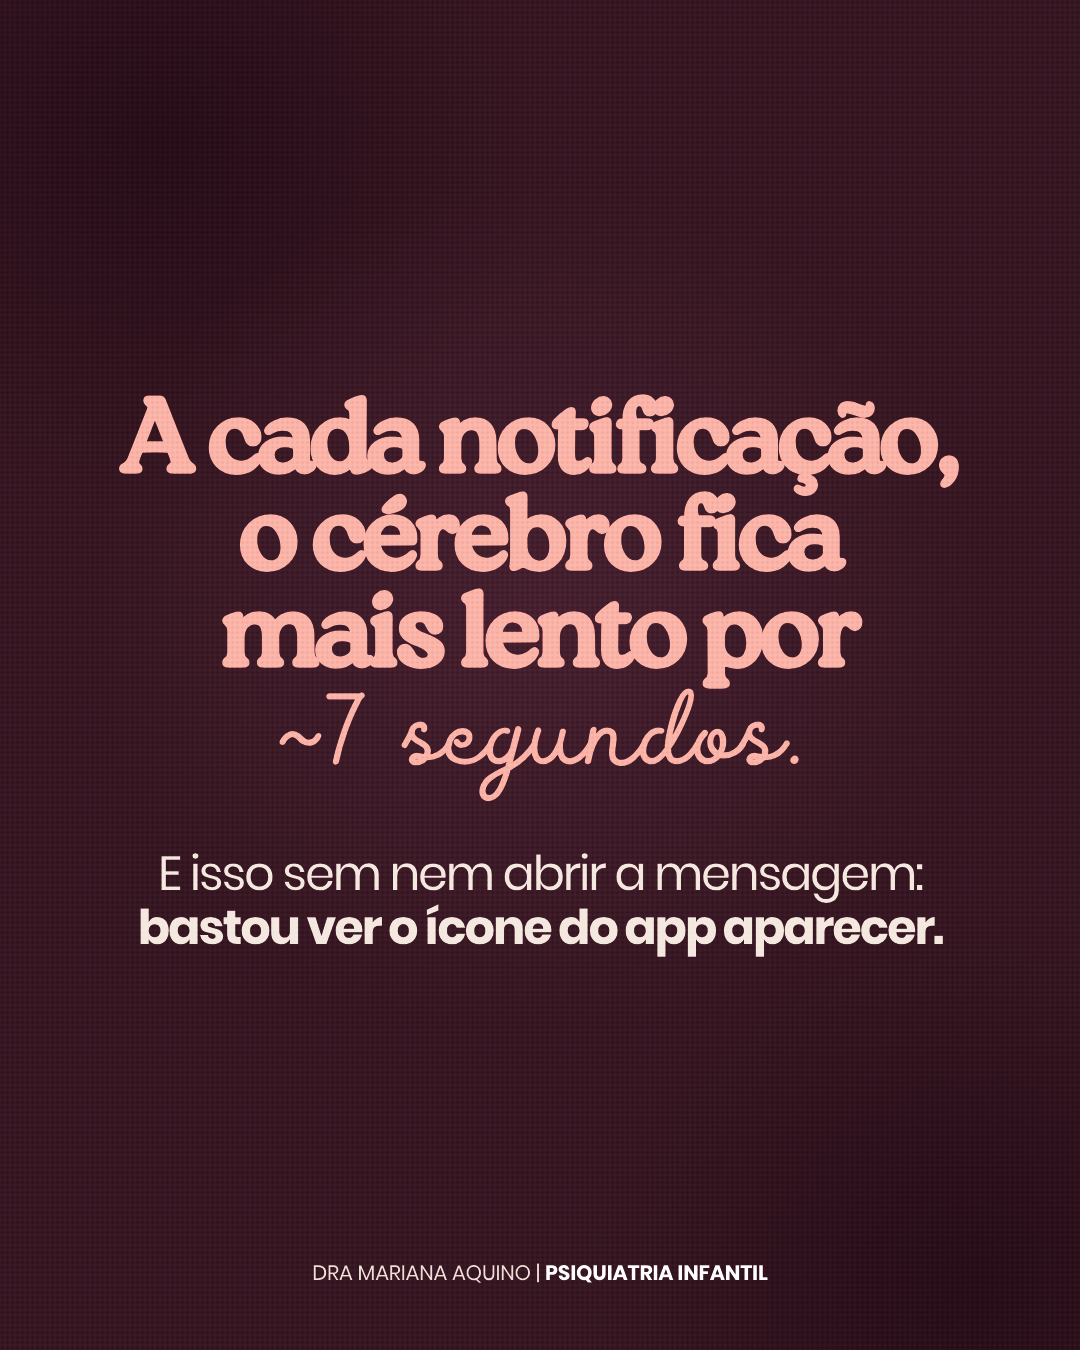 A cada notificação,
o cérebro fica
mais lento por
~7 segundos.
E isso sem nem abrir a mensagem:
bastou ver o ícone do app aparecer.
DRA MARIANA AQUINO | PSIQUIATRIA INFANTIL